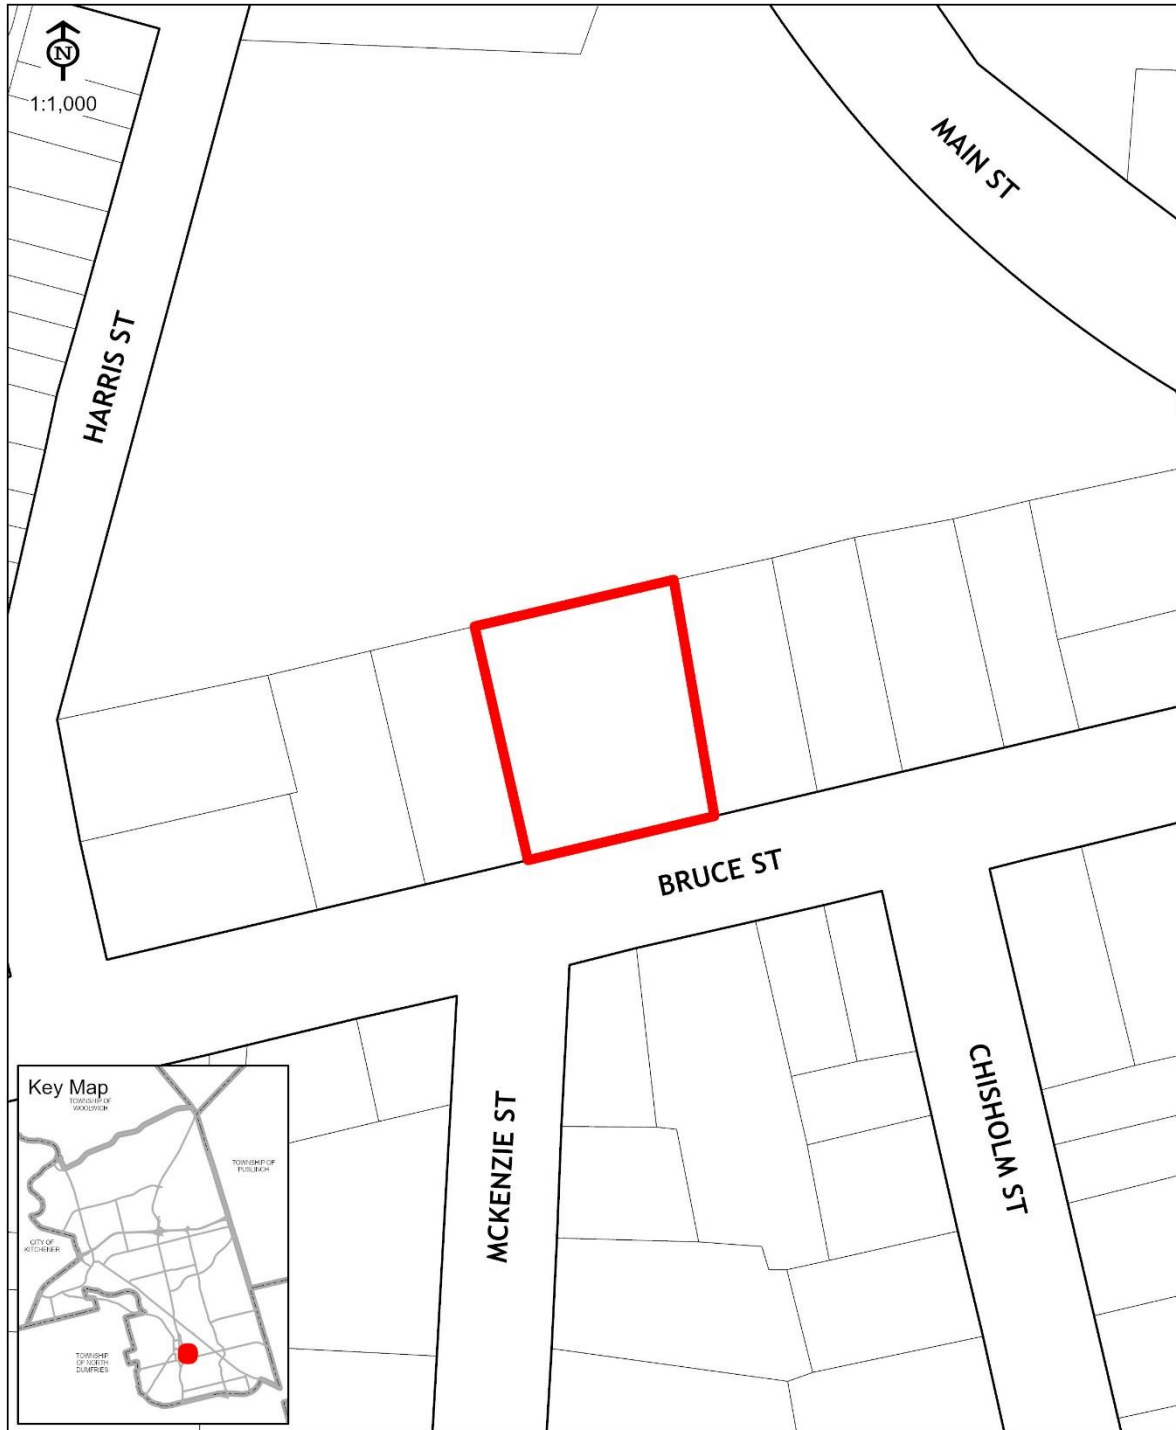 N
1:1,000
MAIN ST
HARRIS ST
BRUCE ST
CHISHOLM ST
MCKENZIE ST
Key Map
TOWNSHIP OF
WOOLWICH
TOWNSHIP OF
PUSLINCH
CITY OF
KITCHENER
TOWNSHIP
OF NORTH
DUMFRIES